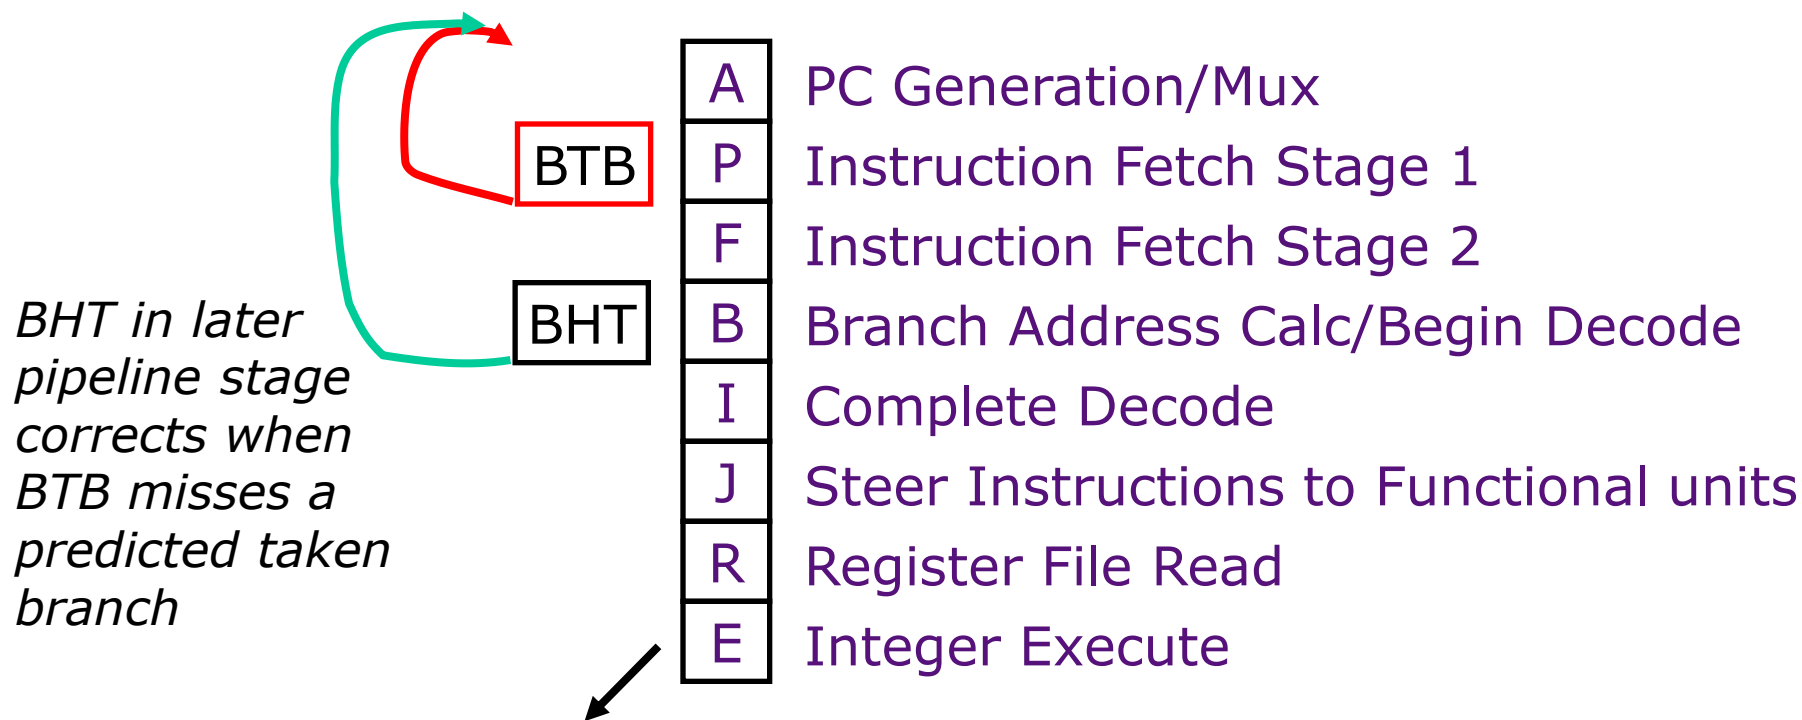 A PC Generation/Mux
BTB P Instruction Fetch Stage 1
F Instruction Fetch Stage 2
BHT B Branch Address Calc/Begin Decode
I Complete Decode
J Steer Instructions to Functional units
R Register File Read
E Integer Execute
BHT in later
pipeline stage
corrects when
BTB misses a
predicted taken
branch